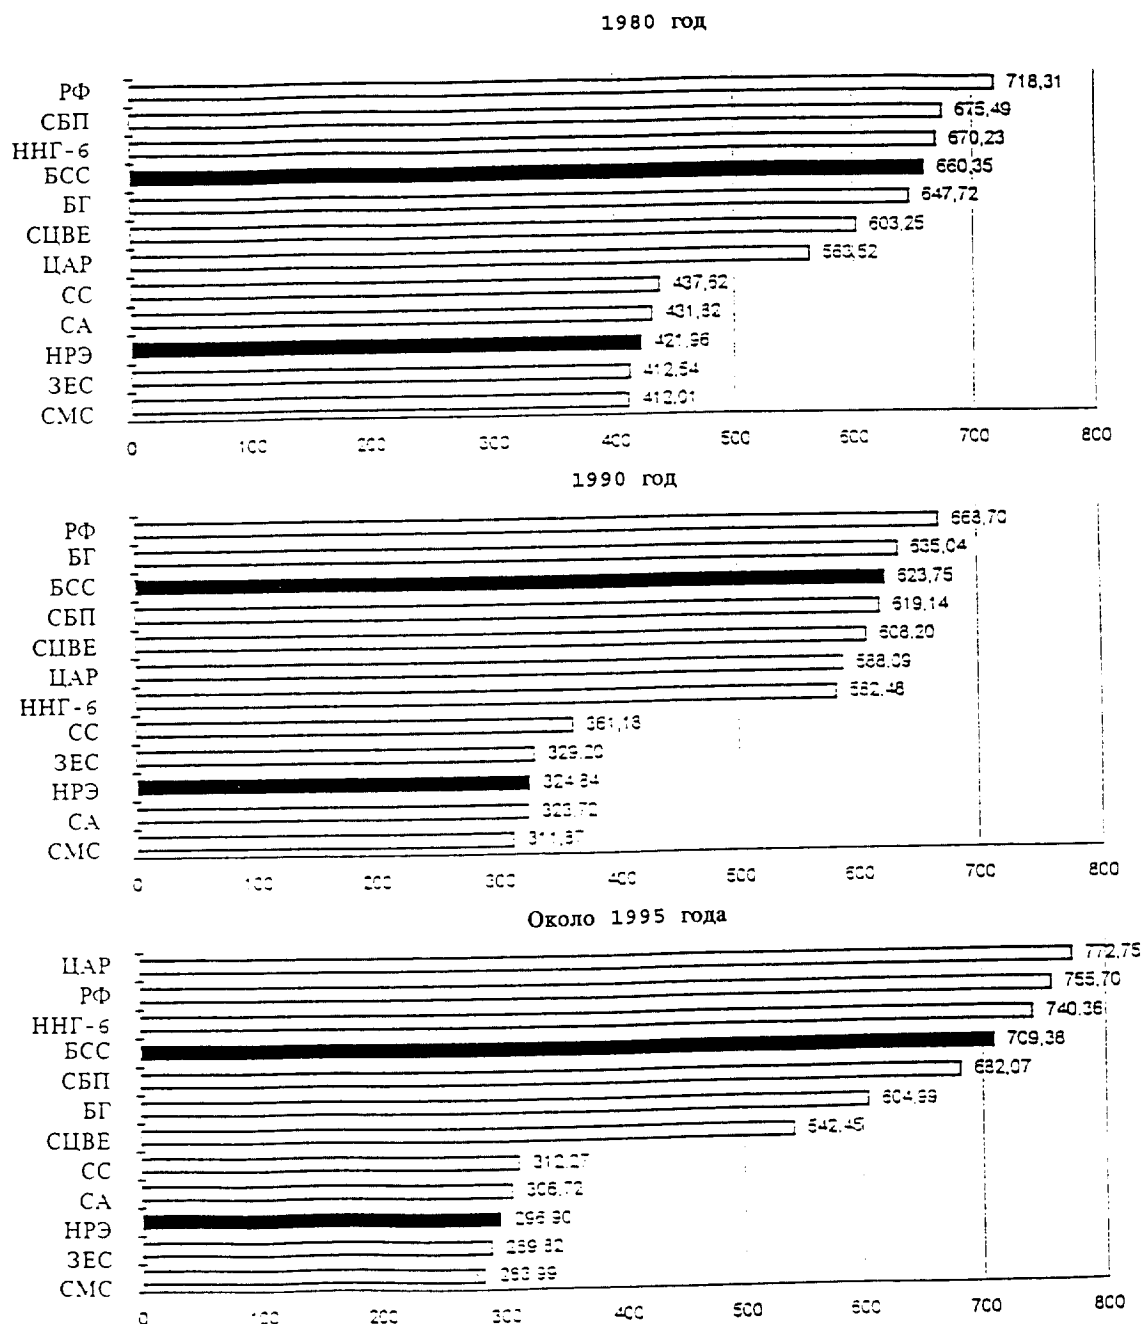 1980 год
РФ 718,31
СБП 675,49
ННГ-6 670,23
БСС 660,35
БГ 647,72
СЦВЕ 603,25
ЦАР 563,52
СС 437,62
СА 431,82
НРЭ 421,96
ЗЕС 412,54
СМС 412,01
0 100 200 300 400 500 600 700 800
1990 год
РФ 668,70
БГ 635,04
БСС 623,75
СБП 619,14
СЦВЕ 608,20
ЦАР 588,09
ННГ-6 582,48
СС 361,18
ЗЕС 329,20
НРЭ 324,84
СА 323,72
СМС 311,87
0 100 200 300 400 500 600 700 800
Около 1995 года
ЦАР 772,75
РФ 755,70
ННГ-6 740,36
БСС 709,38
СБП 682,07
БГ 604,99
СЦВЕ 542,45
СС 312,27
СА 306,72
НРЭ 296,90
ЗЕС 289,82
СМС 283,99
0 100 200 300 400 500 600 700 800